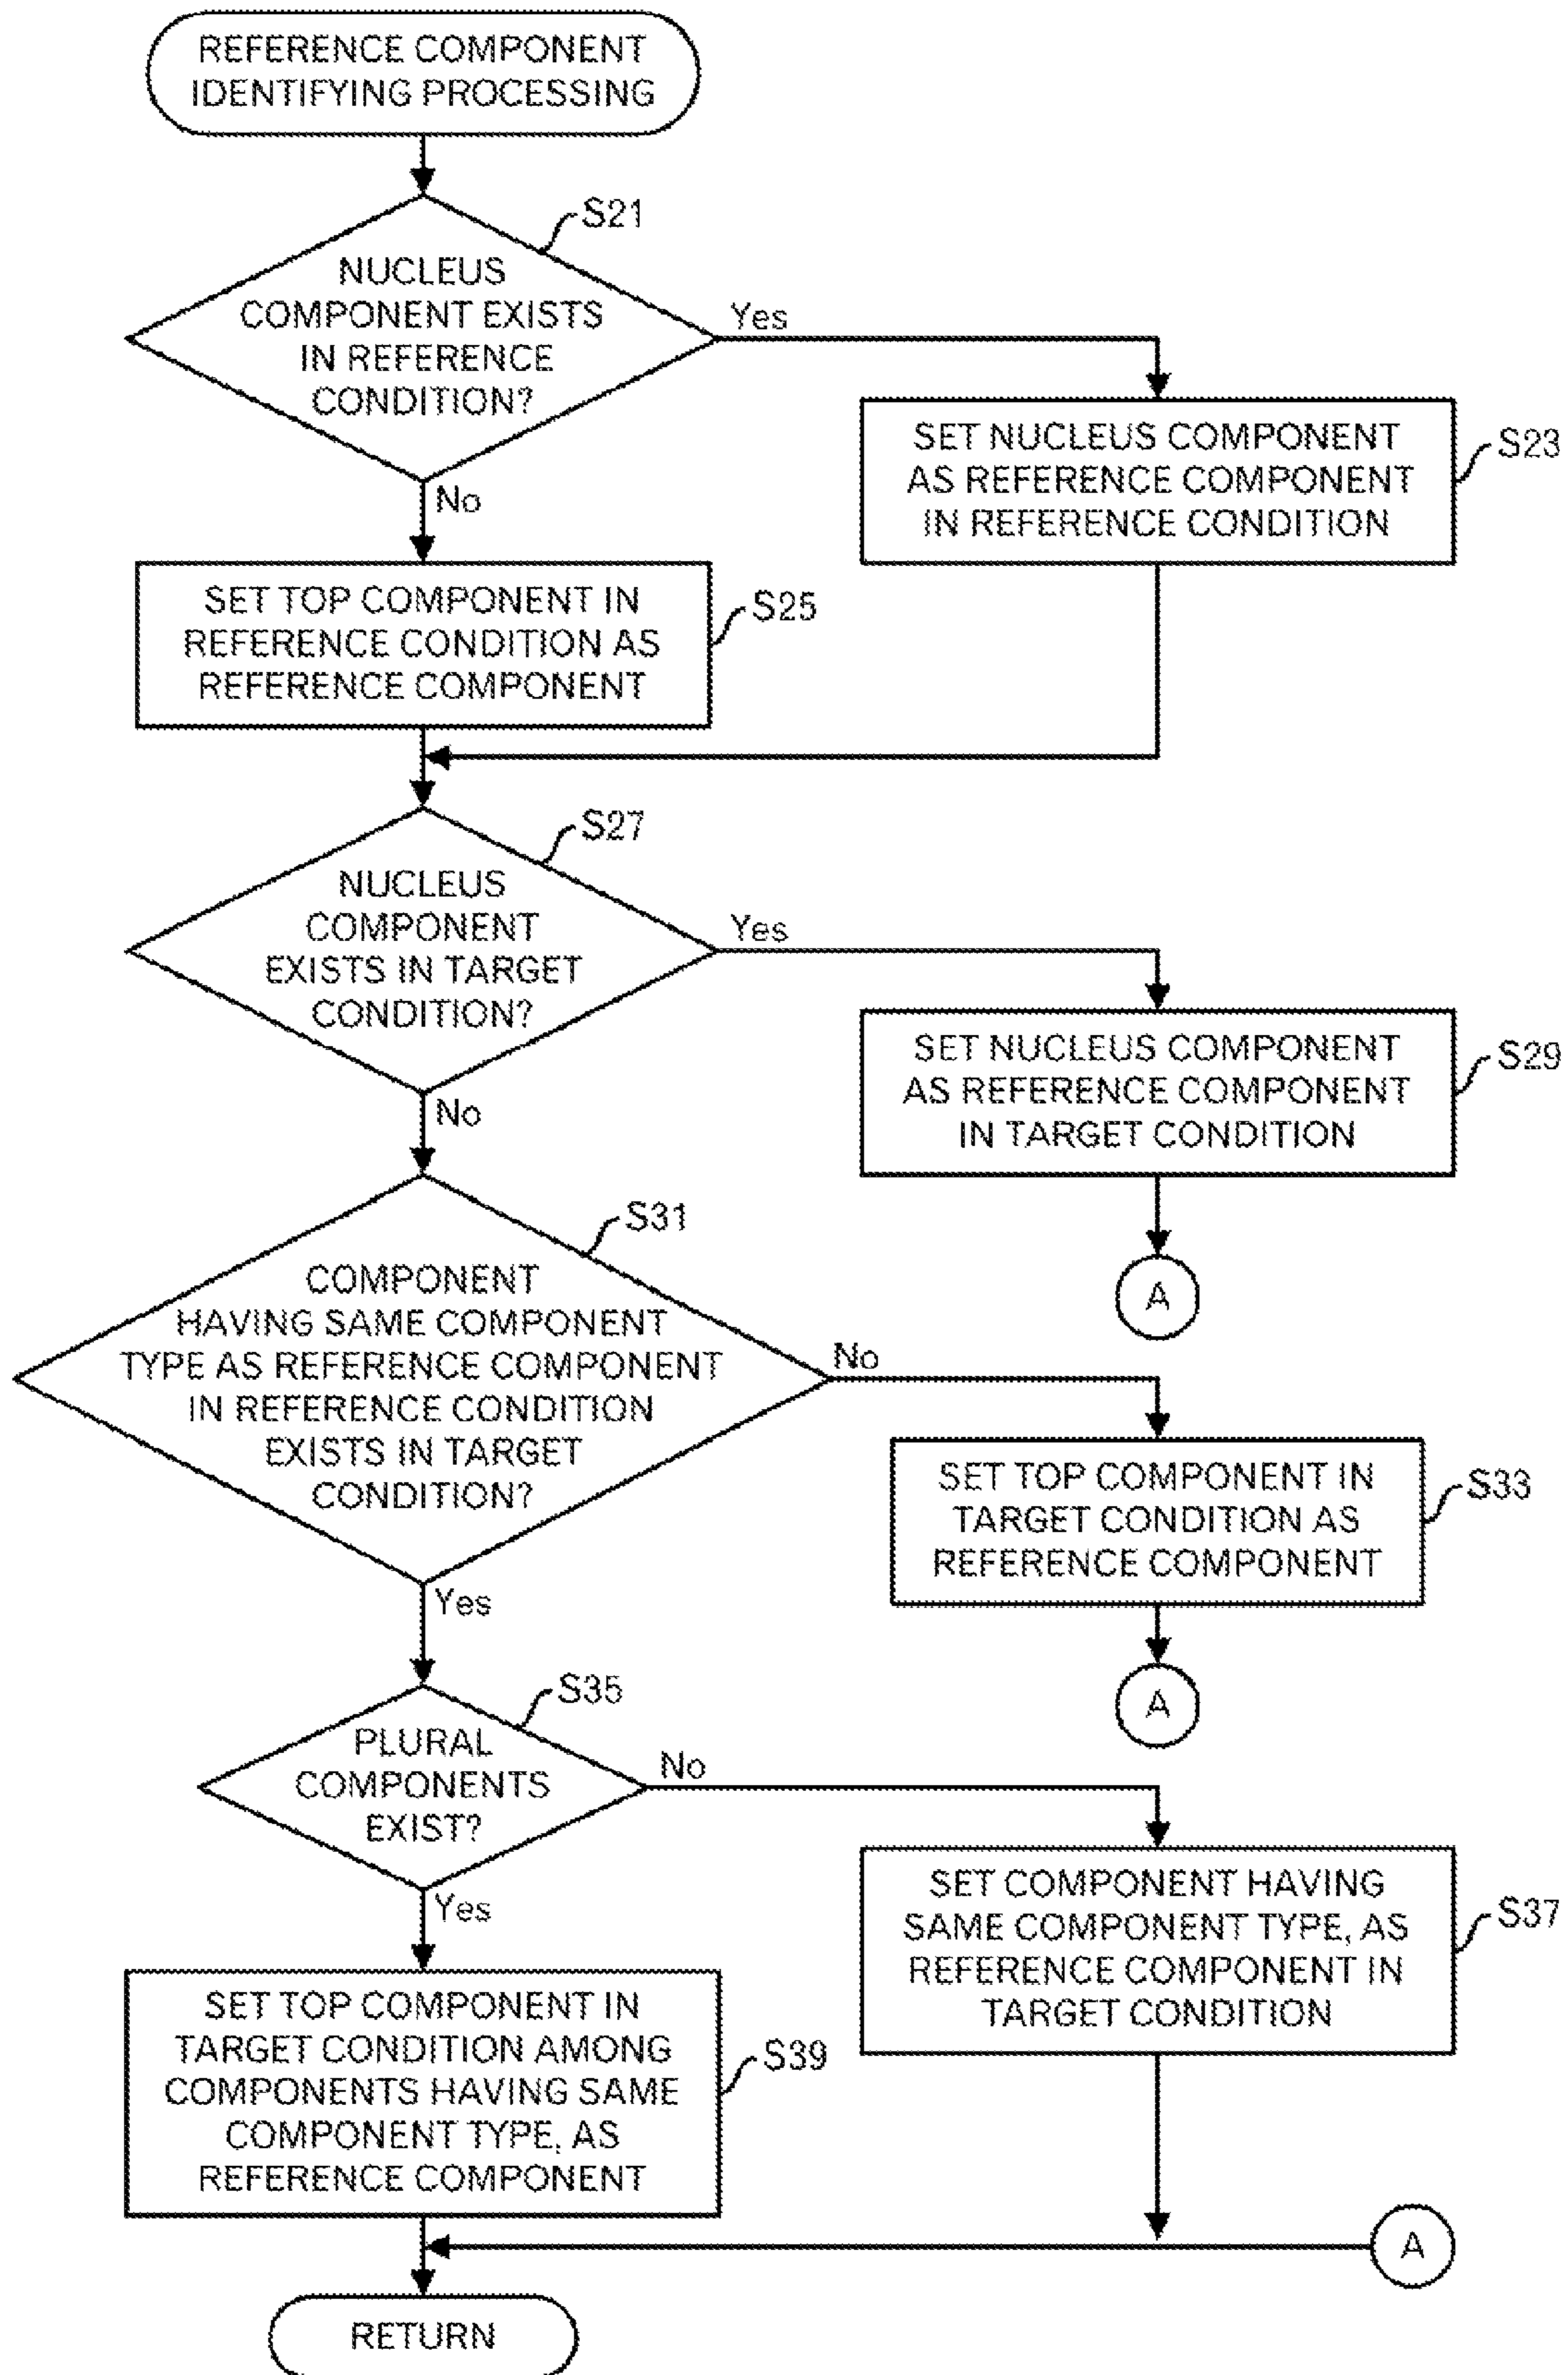 REFERENCE COMPONENT
IDENTIFYING PROCESSING
S21
NUCLEUS
COMPONENT EXISTS
IN REFERENCE
CONDITION?
Yes
No
SET NUCLEUS COMPONENT
AS REFERENCE COMPONENT
IN REFERENCE CONDITION
S23
SET TOP COMPONENT IN
REFERENCE CONDITION AS
REFERENCE COMPONENT
S25
S27
NUCLEUS
COMPONENT
EXISTS IN TARGET
CONDITION?
Yes
No
SET NUCLEUS COMPONENT
AS REFERENCE COMPONENT
IN TARGET CONDITION
S29
A
S31
COMPONENT
HAVING SAME COMPONENT
TYPE AS REFERENCE COMPONENT
IN REFERENCE CONDITION
EXISTS IN TARGET
CONDITION?
No
Yes
SET TOP COMPONENT IN
TARGET CONDITION AS
REFERENCE COMPONENT
S33
A
S35
PLURAL
COMPONENTS
EXIST?
No
Yes
SET COMPONENT HAVING
SAME COMPONENT TYPE, AS
REFERENCE COMPONENT IN
TARGET CONDITION
S37
SET TOP COMPONENT IN
TARGET CONDITION AMONG
COMPONENTS HAVING SAME
COMPONENT TYPE, AS
REFERENCE COMPONENT
S39
A
RETURN